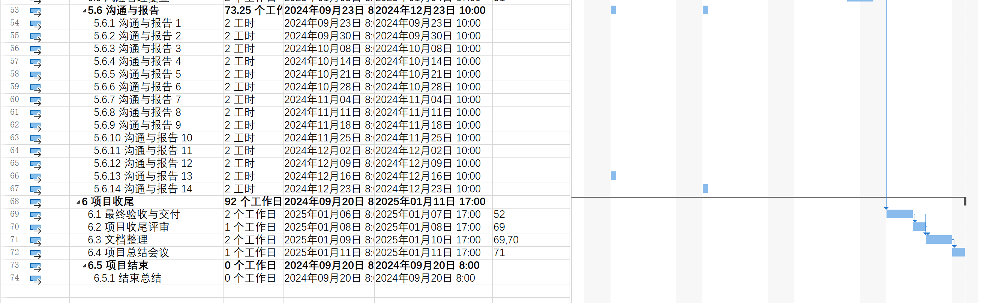 53 5.6 沟通与报告 73.25 个工作 2024年09月23日 8 2024年12月23日 10:00
54 5.6.1 沟通与报告 1 2 工时 2024年09月23日 8: 2024年09月23日 10:00
55 5.6.2 沟通与报告 2 2 工时 2024年09月30日 8: 2024年09月30日 10:00
56 5.6.3 沟通与报告 3 2 工时 2024年10月08日 8: 2024年10月08日 10:00
57 5.6.4 沟通与报告 4 2 工时 2024年10月14日 8: 2024年10月14日 10:00
58 5.6.5 沟通与报告 5 2 工时 2024年10月21日 8: 2024年10月21日 10:00
59 5.6.6 沟通与报告 6 2 工时 2024年10月28日 8: 2024年10月28日 10:00
60 5.6.7 沟通与报告 7 2 工时 2024年11月04日 8: 2024年11月04日 10:00
61 5.6.8 沟通与报告 8 2 工时 2024年11月11日 8: 2024年11月11日 10:00
62 5.6.9 沟通与报告 9 2 工时 2024年11月18日 8: 2024年11月18日 10:00
63 5.6.10 沟通与报告 10 2 工时 2024年11月25日 8: 2024年11月25日 10:00
64 5.6.11 沟通与报告 11 2 工时 2024年12月02日 8: 2024年12月02日 10:00
65 5.6.12 沟通与报告 12 2 工时 2024年12月09日 8: 2024年12月09日 10:00
66 5.6.13 沟通与报告 13 2 工时 2024年12月16日 8: 2024年12月16日 10:00
67 5.6.14 沟通与报告 14 2 工时 2024年12月23日 8: 2024年12月23日 10:00
68 6 项目收尾 92 个工作日 2024年09月20日 8 2025年01月11日 17:00
69 6.1 最终验收与交付 2 个工作日 2025年01月06日 8: 2025年01月07日 17:00 52
70 6.2 项目收尾评审 1 个工作日 2025年01月08日 8: 2025年01月08日 17:00 69
71 6.3 文档整理 2 个工作日 2025年01月09日 8: 2025年01月10日 17:00 69,70
72 6.4 项目总结会议 1 个工作日 2025年01月11日 8: 2025年01月11日 17:00 71
73 6.5 项目结束 0 个工作日 2024年09月20日 8 2024年09月20日 8:00
74 6.5.1 结束总结 0 个工作日 2024年09月20日 8: 2024年09月20日 8:00